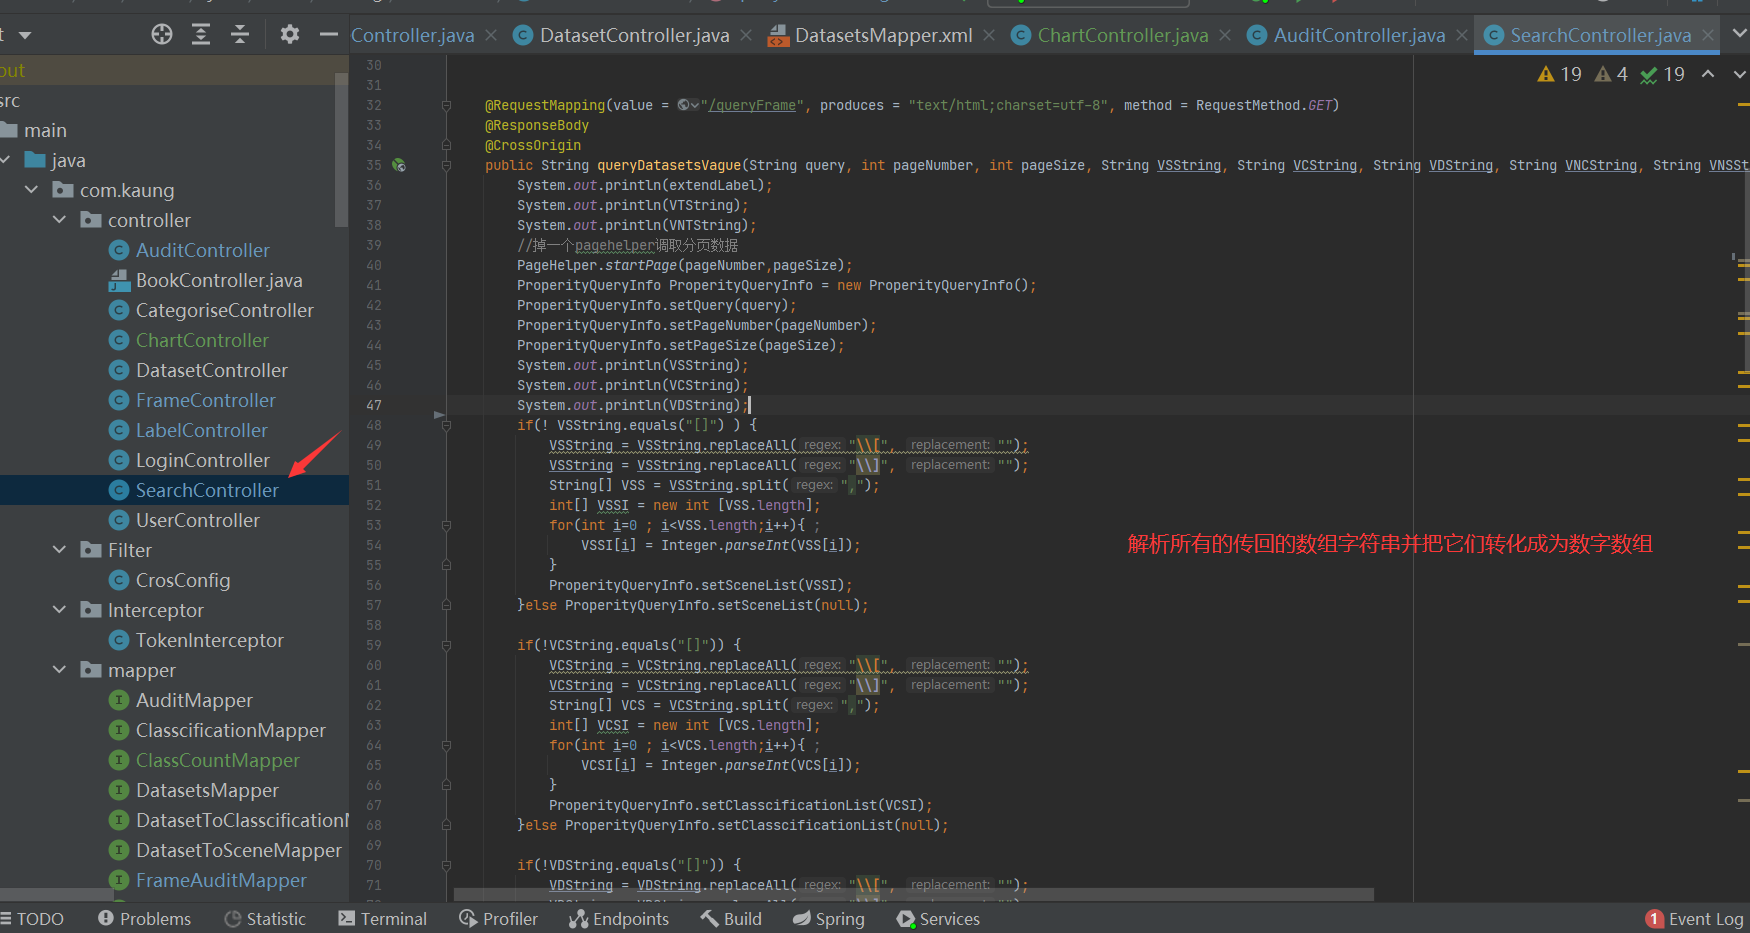 t
Controller.java
DatasetController.java
DatasetsMapper.xml
ChartController.java
AuditController.java
SearchController.java
out
src
main
java
com.kaung
controller
AuditController
BookController.java
CategoriseController
ChartController
DatasetController
FrameController
LabelController
LoginController
SearchController
UserController
Filter
CrosConfig
Interceptor
TokenInterceptor
mapper
AuditMapper
ClasscificationMapper
ClassCountMapper
DatasetsMapper
DatasetToClasscificationM
DatasetToSceneMapper
FrameAuditMapper
19 4 19
30
31
32 @RequestMapping(value = "/queryFrame", produces = "text/html;charset=utf-8", method = RequestMethod.GET)
33 @ResponseBody
34 @CrossOrigin
35 public String queryDatasetsVague(String query, int pageNumber, int pageSize, String VSString, String VCString, String VDString, String VNCString, String VNSSt
36 System.out.println(extendLabel);
37 System.out.println(VTString);
38 System.out.println(VNTString);
39 //掉一个pagehelper调取分页数据
40 PageHelper.startPage(pageNumber,pageSize);
41 ProperityQueryInfo ProperityQueryInfo = new ProperityQueryInfo();
42 ProperityQueryInfo.setQuery(query);
43 ProperityQueryInfo.setPageNumber(pageNumber);
44 ProperityQueryInfo.setPageSize(pageSize);
45 System.out.println(VSString);
46 System.out.println(VCString);
47 System.out.println(VDString);
48 if(! VSString.equals("[]") ) {
49 VSString = VSString.replaceAll( regex: "\\[", replacement: "");
50 VSString = VSString.replaceAll( regex: "\\]", replacement: "");
51 String[] VSS = VSString.split( regex: ",");
52 int[] VSSI = new int [VSS.length];
53 for(int i=0 ; i<VSS.length;i++){ ;
54 VSSI[i] = Integer.parseInt(VSS[i]);
55 }
56 ProperityQueryInfo.setSceneList(VSSI);
57 }else ProperityQueryInfo.setSceneList(null);
58
59 if(!VCString.equals("[]")) {
60 VCString = VCString.replaceAll( regex: "\\[", replacement: "");
61 VCString = VCString.replaceAll( regex: "\\]", replacement: "");
62 String[] VCS = VCString.split( regex: ",");
63 int[] VCSI = new int [VCS.length];
64 for(int i=0 ; i<VCS.length;i++){ ;
65 VCSI[i] = Integer.parseInt(VCS[i]);
66 }
67 ProperityQueryInfo.setClasscificationList(VCSI);
68 }else ProperityQueryInfo.setClasscificationList(null);
69
70 if(!VDString.equals("[]")) {
71 VDString = VDString.replaceAll( regex: "\\[", replacement: "");
解析所有的传回的数组字符串并把它们转化成为数字数组
TODO Problems Statistic Terminal Profiler Endpoints Build Spring Services 1 Event Log